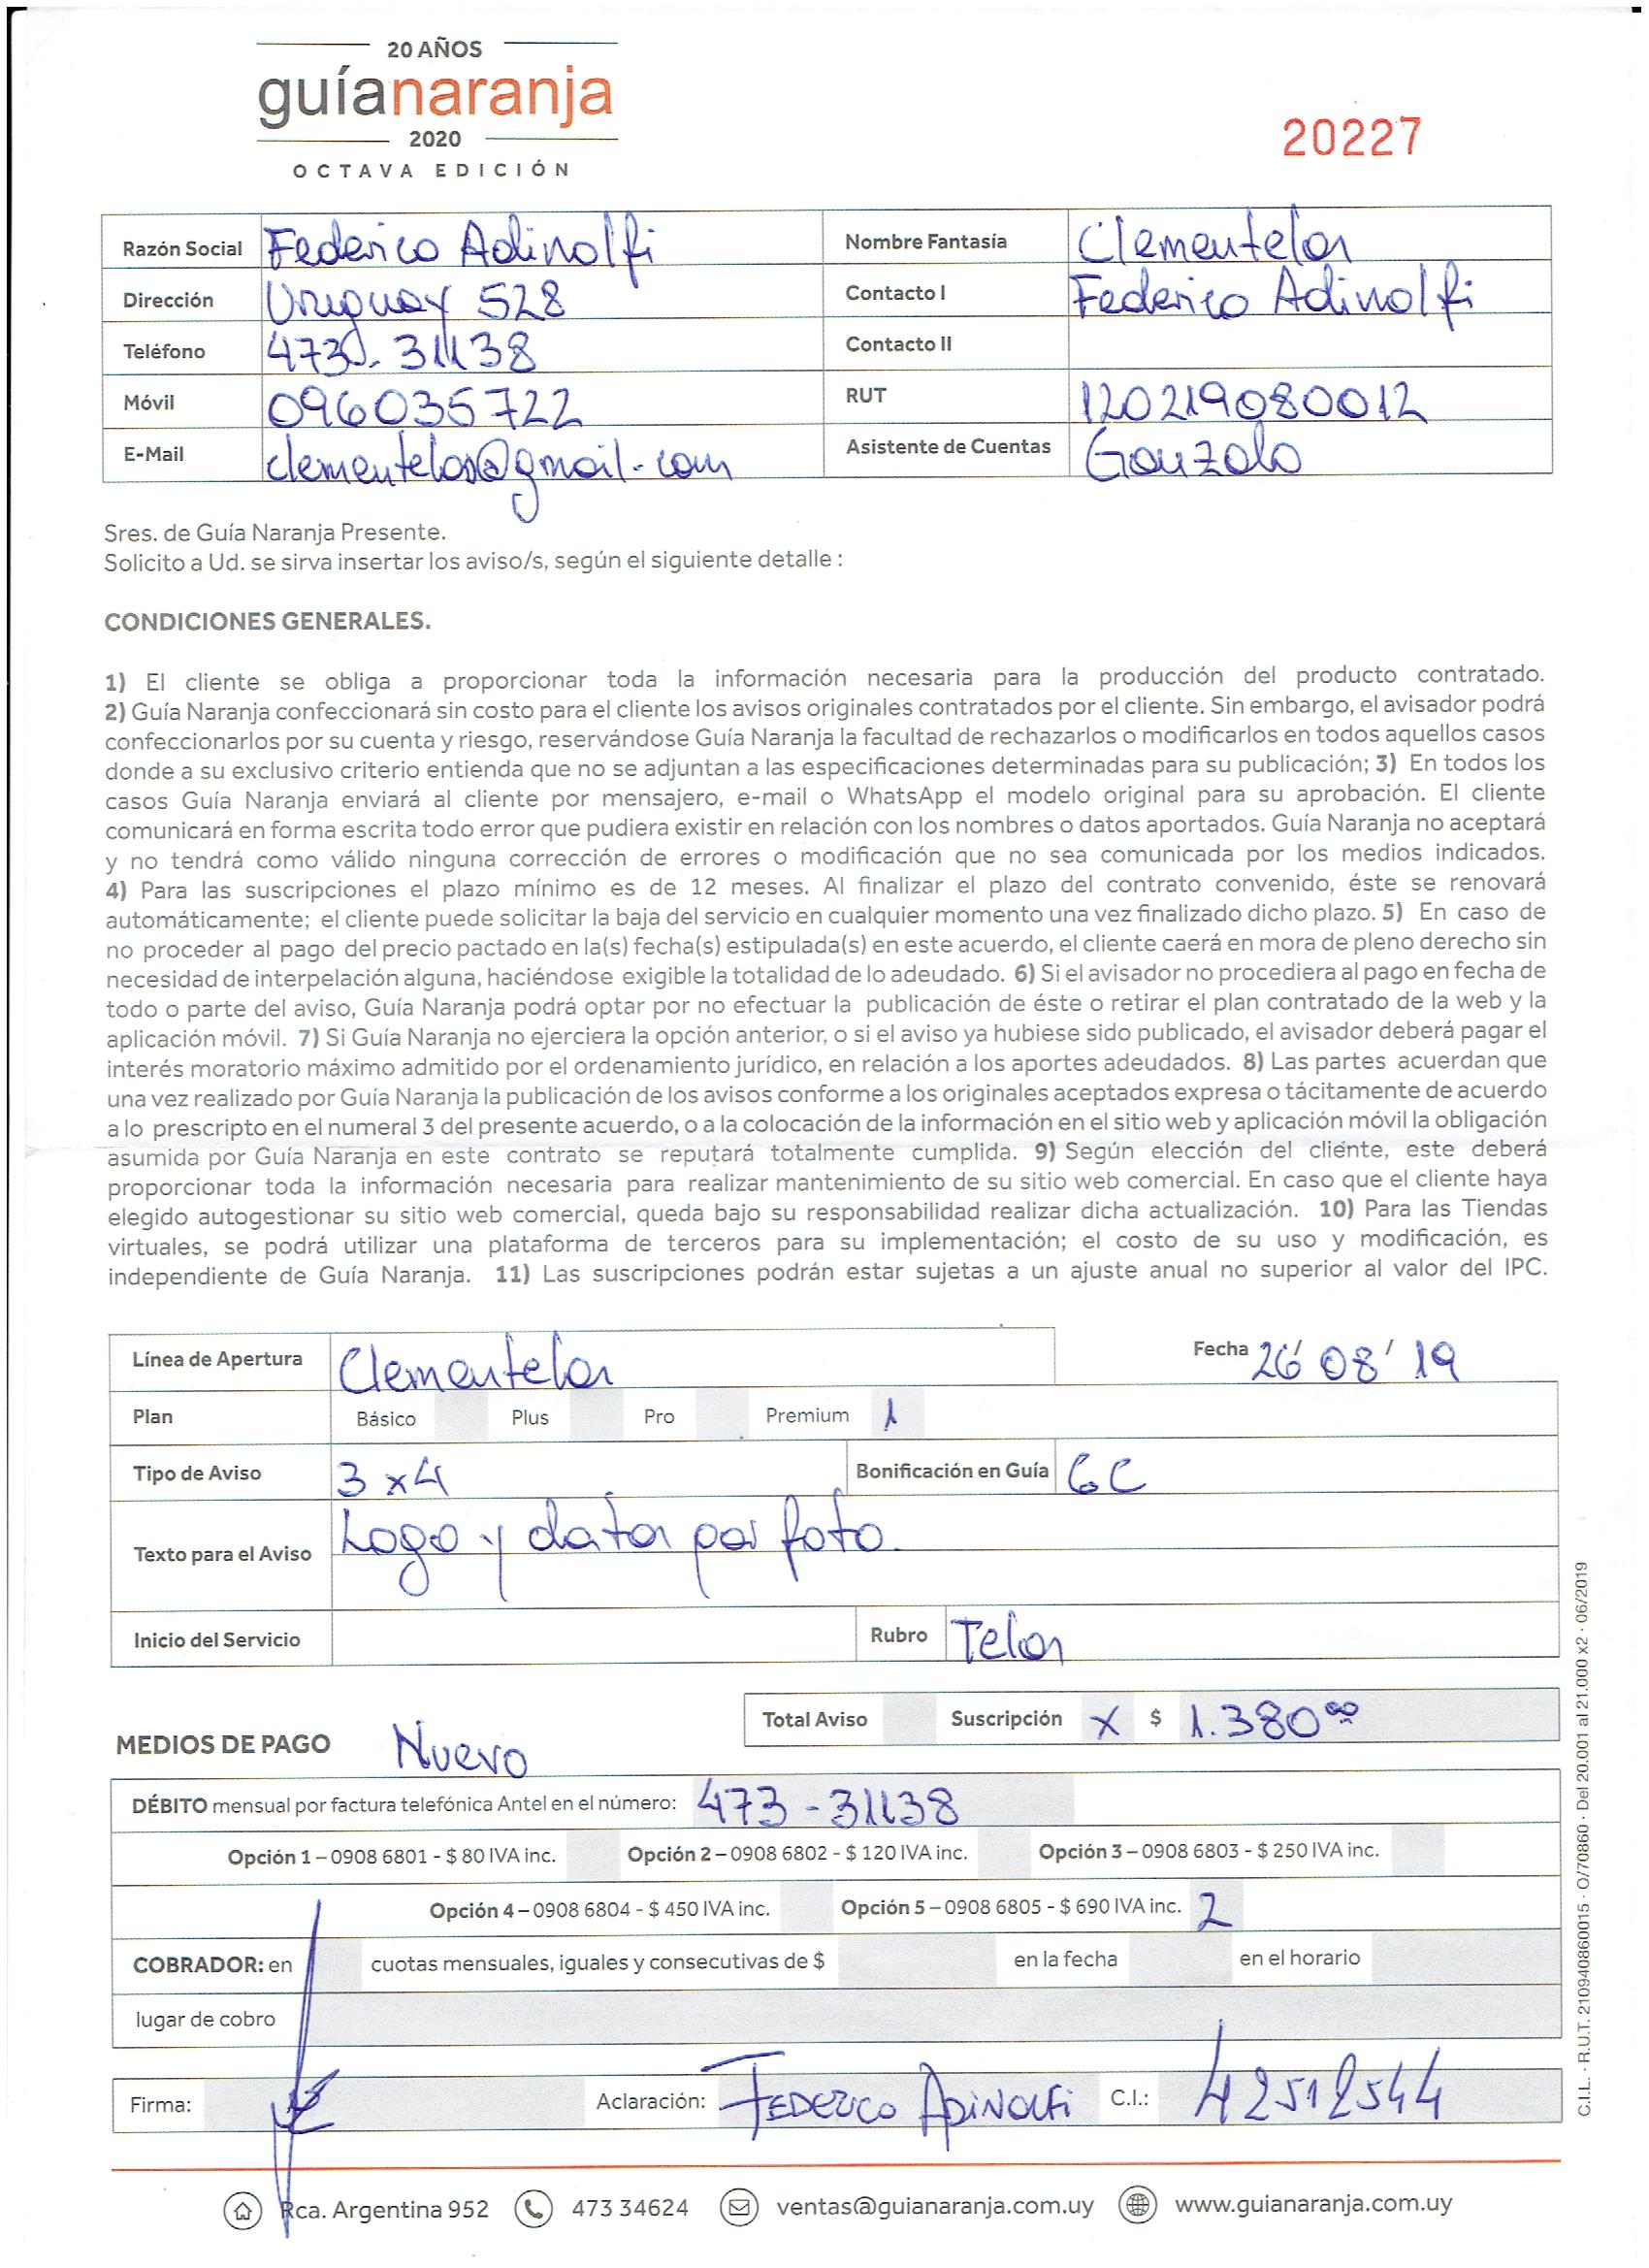 20 AÑOS
guíanaranja
2020
OCTAVA EDICIÓN
20227
Razón Social Federico Adinolfi Nombre Fantasía Clementelas
Dirección Uruguay 528 Contacto I Federico Adinolfi
Teléfono 473-31138 Contacto II
Móvil 096035722 RUT 120219080012
E-Mail clementelas@gmail.com Asistente de Cuentas Gonzalo
Sres. de Guía Naranja Presente.
Solicito a Ud. se sirva insertar los aviso/s, según el siguiente detalle :
CONDICIONES GENERALES.
1) El cliente se obliga a proporcionar toda la información necesaria para la producción del producto contratado.
2) Guía Naranja confeccionará sin costo para el cliente los avisos originales contratados por el cliente. Sin embargo, el avisador podrá
confeccionarlos por su cuenta y riesgo, reservándose Guía Naranja la facultad de rechazarlos o modificarlos en todos aquellos casos
donde a su exclusivo criterio entienda que no se adjuntan a las especificaciones determinadas para su publicación; 3) En todos los
casos Guía Naranja enviará al cliente por mensajero, e-mail o WhatsApp el modelo original para su aprobación. El cliente
comunicará en forma escrita todo error que pudiera existir en relación con los nombres o datos aportados. Guía Naranja no aceptará
y no tendrá como válido ninguna corrección de errores o modificación que no sea comunicada por los medios indicados.
4) Para las suscripciones el plazo mínimo es de 12 meses. Al finalizar el plazo del contrato convenido, éste se renovará
automáticamente; el cliente puede solicitar la baja del servicio en cualquier momento una vez finalizado dicho plazo. 5) En caso de
no proceder al pago del precio pactado en la(s) fecha(s) estipulada(s) en este acuerdo, el cliente caerá en mora de pleno derecho sin
necesidad de interpelación alguna, haciéndose exigible la totalidad de lo adeudado. 6) Si el avisador no procediera al pago en fecha de
todo o parte del aviso, Guía Naranja podrá optar por no efectuar la publicación de éste o retirar el plan contratado de la web y la
aplicación móvil. 7) Si Guía Naranja no ejerciera la opción anterior, o si el aviso ya hubiese sido publicado, el avisador deberá pagar el
interés moratorio máximo admitido por el ordenamiento jurídico, en relación a los aportes adeudados. 8) Las partes acuerdan que
una vez realizado por Guía Naranja la publicación de los avisos conforme a los originales aceptados expresa o tácitamente de acuerdo
a lo prescripto en el numeral 3 del presente acuerdo, o a la colocación de la información en el sitio web y aplicación móvil la obligación
asumida por Guía Naranja en este contrato se reputará totalmente cumplida. 9) Según elección del cliente, este deberá
proporcionar toda la información necesaria para realizar mantenimiento de su sitio web comercial. En caso que el cliente haya
elegido autogestionar su sitio web comercial, queda bajo su responsabilidad realizar dicha actualización. 10) Para las Tiendas
virtuales, se podrá utilizar una plataforma de terceros para su implementación; el costo de su uso y modificación, es
independiente de Guía Naranja. 11) Las suscripciones podrán estar sujetas a un ajuste anual no superior al valor del IPC.
Línea de Apertura Clementelas Fecha 26/08/19
Plan Básico Plus Pro Premium 1
Tipo de Aviso 3x4 Bonificación en Guía 6C
Texto para el Aviso Logo y datos por foto.
Inicio del Servicio Rubro Telas
Total Aviso Suscripción X $ 1.380 00
MEDIOS DE PAGO Nuevo
DÉBITO mensual por factura telefónica Antel en el número: 473-31138
Opción 1 – 0908 6801 - $ 80 IVA inc. Opción 2 – 0908 6802 - $ 120 IVA inc. Opción 3 – 0908 6803 - $ 250 IVA inc.
Opción 4 – 0908 6804 - $ 450 IVA inc. Opción 5 – 0908 6805 - $ 690 IVA inc. 2
COBRADOR: en cuotas mensuales, iguales y consecutivas de $ en la fecha en el horario
lugar de cobro
Firma: Aclaración: FEDERICO ADINOLFI C.I.: 42512544
Rca. Argentina 952 473 34624 ventas@guianaranja.com.uy www.guianaranja.com.uy
C.I.L. · R.U.T. 210940860015 · O/70860 · Del 20.001 al 21.000 x2 · 06/2019